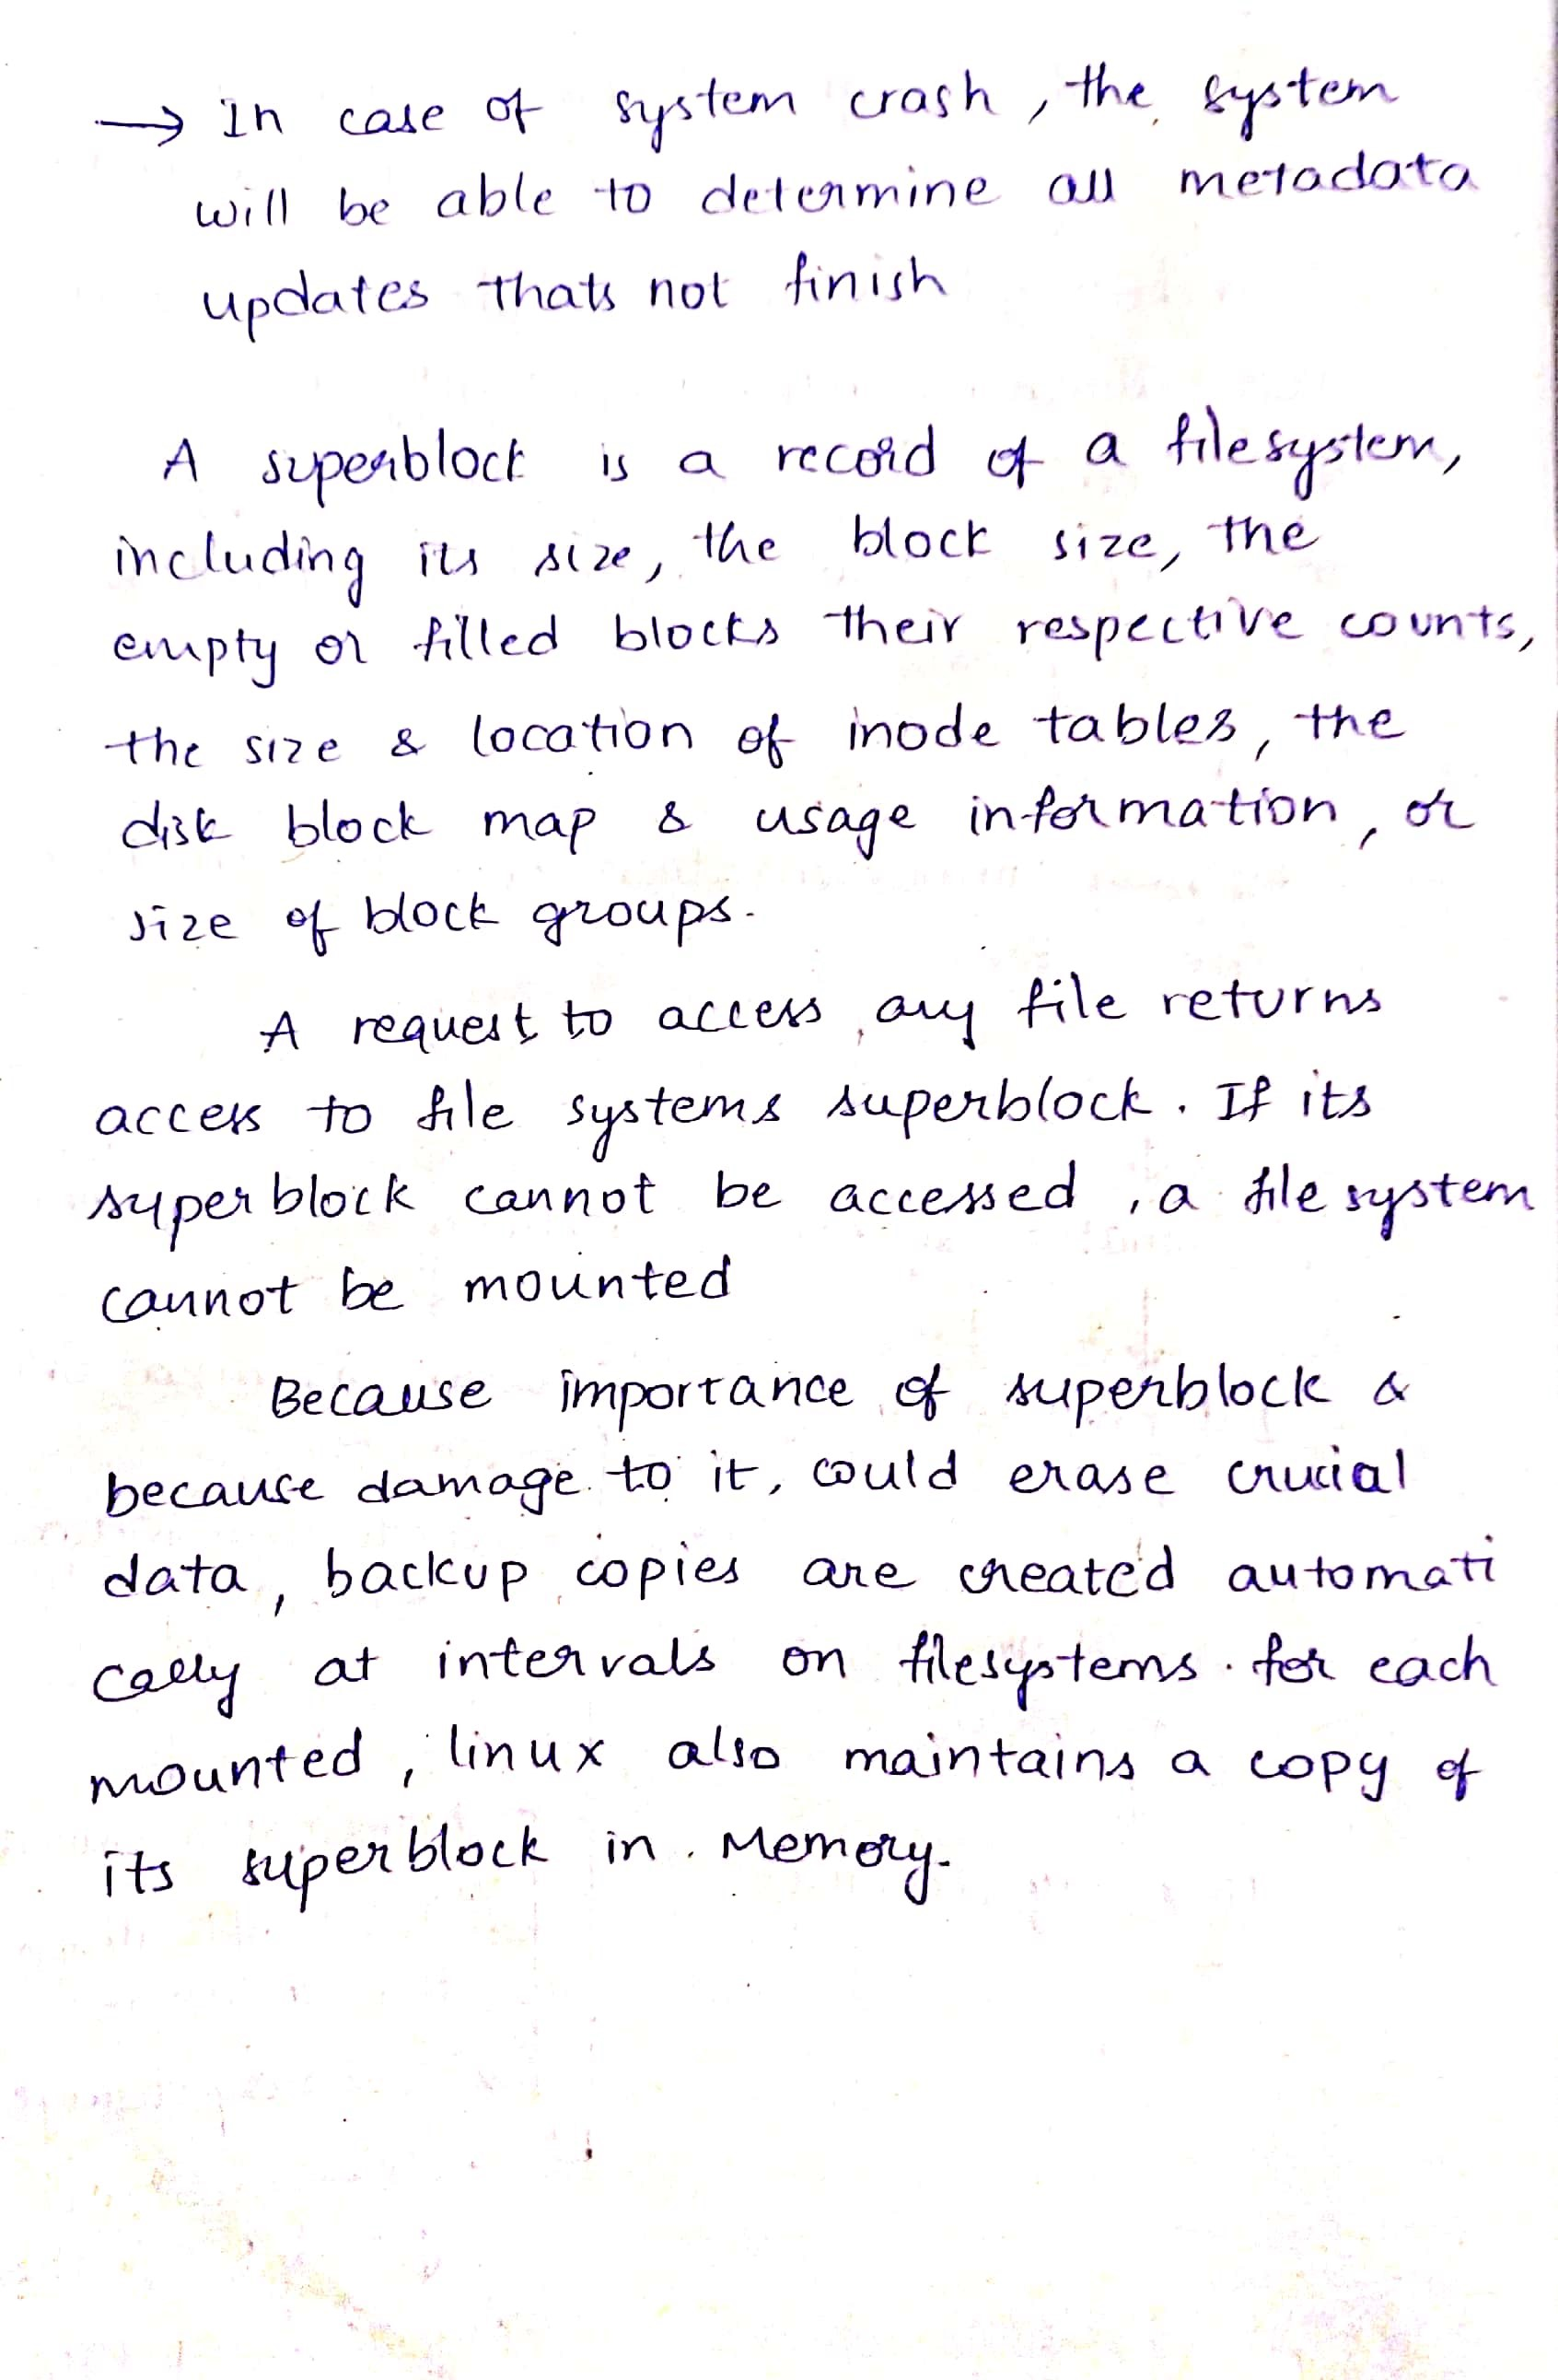 → In case of system crash, the system
will be able to determine all metadata
updates thats not finish
A superblock is a record of a filesystem,
including its size, the block size, the
empty or filled blocks their respective counts,
the size & location of inode tables, the
disk block map & usage information, or
size of block groups.
A request to access any file returns
access to file systems superblock. If its
superblock cannot be accessed, a file system
cannot be mounted
Because importance of superblock &
because damage to it, could erase crucial
data, backup copies are created automati
cally at intervals on filesystems. for each
mounted, linux also maintains a copy of
its superblock in Memory.